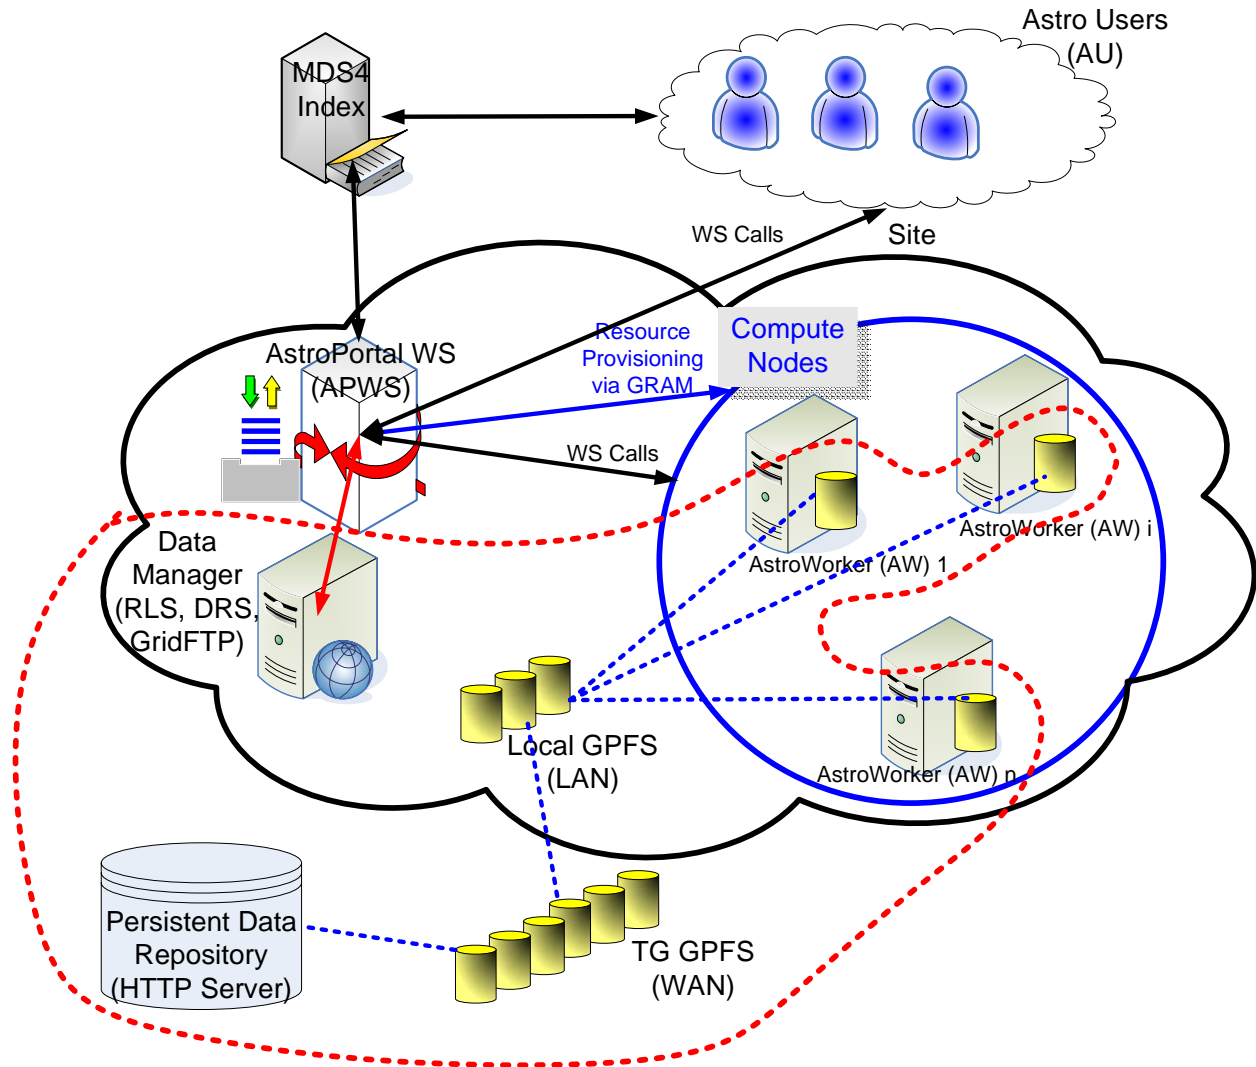 Astro Users
(AU)
MDS4
Index
WS Calls
Site
Resource
Provisioning
via GRAM
Compute
Nodes
AstroPortal WS
(APWS)
WS Calls
AstroWorker (AW) i
AstroWorker (AW) 1
Data
Manager
(RLS, DRS,
GridFTP)
Local GPFS
(LAN)
AstroWorker (AW) n
Persistent Data
Repository
(HTTP Server)
TG GPFS
(WAN)